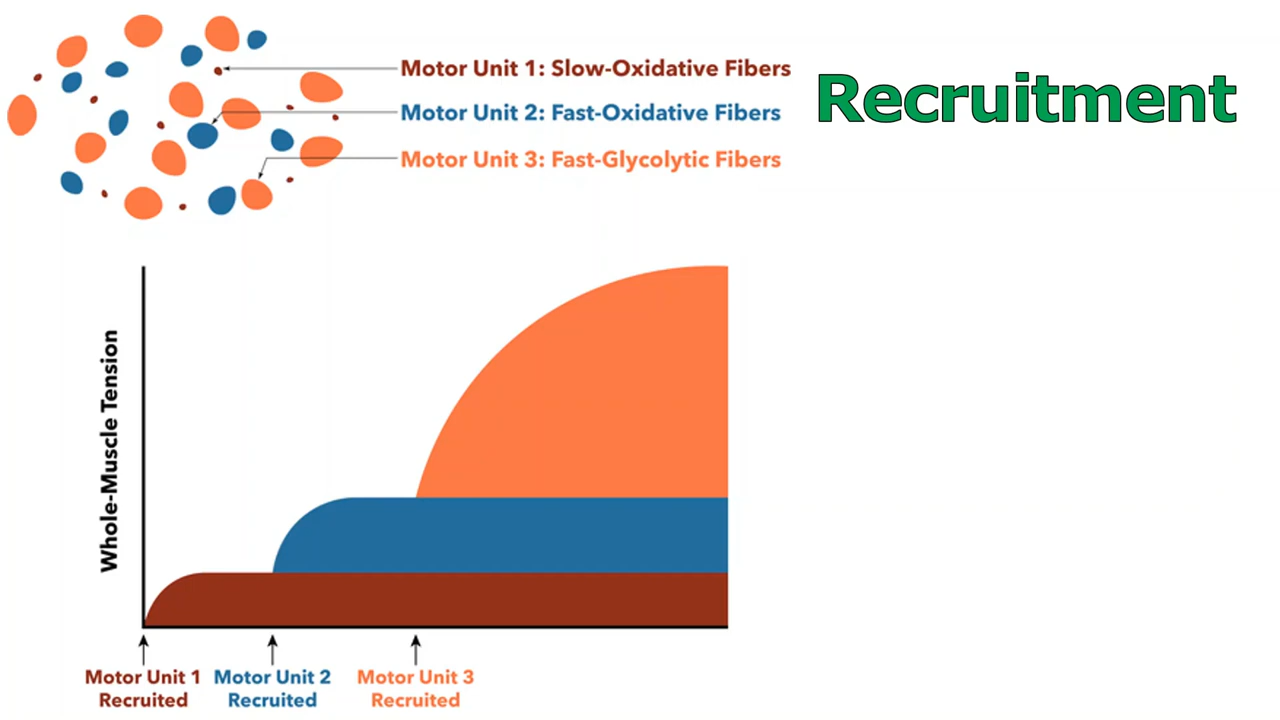 Motor Unit 1: Slow-Oxidative Fibers
Recruitment
Motor Unit 2: Fast-Oxidative Fibers
Motor Unit 3: Fast-Glycolytic Fibers
Whole-Muscle Tension
Motor Unit 1
Recruited
Motor Unit 2
Recruited
Motor Unit 3
Recruited